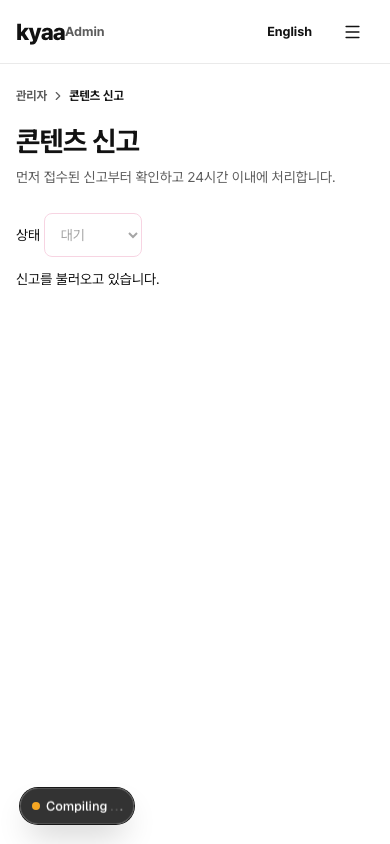 kyaa Admin English
관리자 > 콘텐츠 신고
콘텐츠 신고
먼저 접수된 신고부터 확인하고 24시간 이내에 처리합니다.
상태 대기
신고를 불러오고 있습니다.
Compiling ...